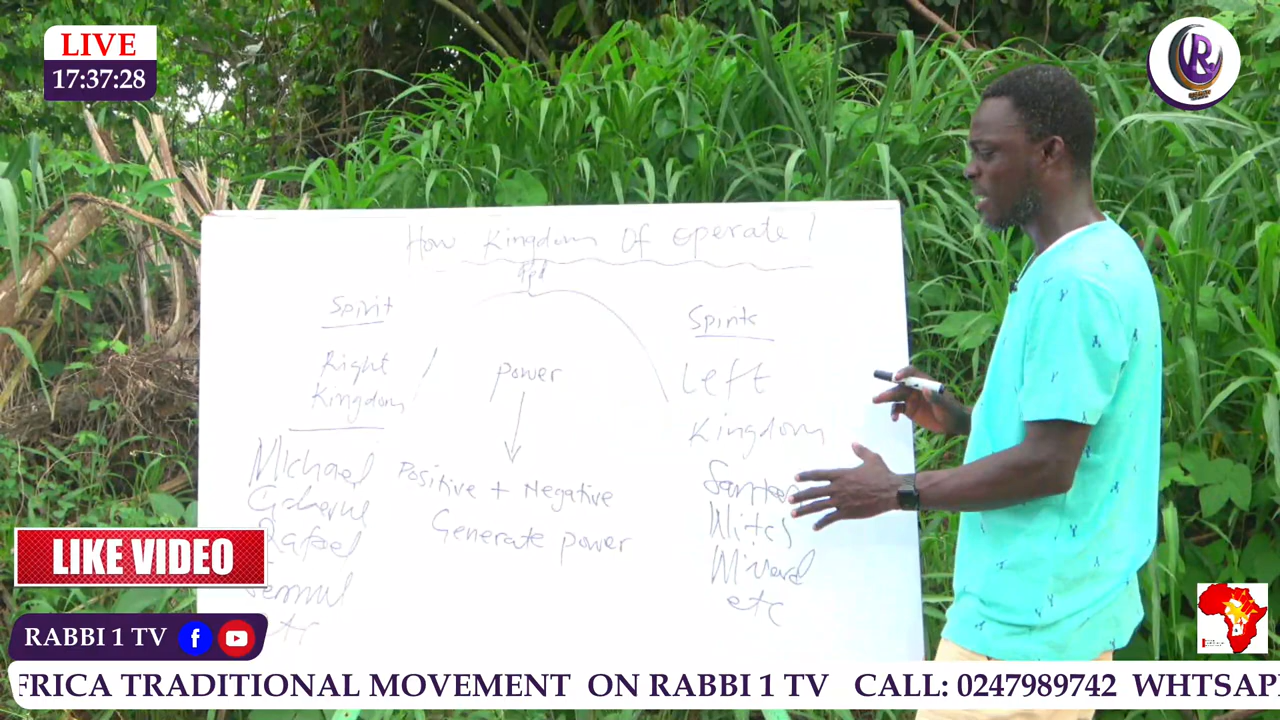 LIVE
17:37:28
How Kingdom Of operate ?
Spirit
Right
Kingdom
Michael
Rafael
etc
power
Positive + Negative
Generate power
Spirits
Left
Kingdom
Witch
etc
LIKE VIDEO
RABBI 1 TV
FRICA TRADITIONAL MOVEMENT ON RABBI 1 TV CALL: 0247989742 WHTSAP